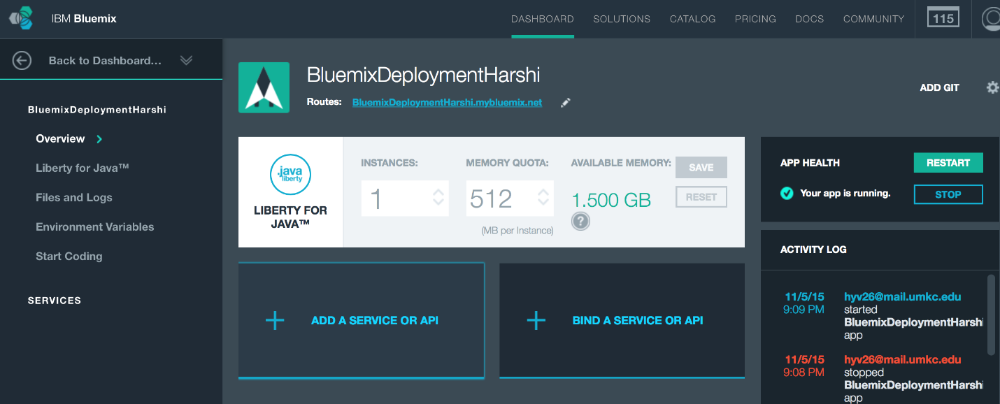 IBM Bluemix
DASHBOARD SOLUTIONS CATALOG PRICING DOCS COMMUNITY 115
Back to Dashboard...
BluemixDeploymentHarshi
Overview
Liberty for Java™
Files and Logs
Environment Variables
Start Coding
SERVICES
BluemixDeploymentHarshi
Routes: BluemixDeploymentHarshi.mybluemix.net
ADD GIT
java
liberty
LIBERTY FOR
JAVA™
INSTANCES: MEMORY QUOTA: AVAILABLE MEMORY: SAVE
1 512 1.500 GB RESET
(MB per Instance) ?
ADD A SERVICE OR API
BIND A SERVICE OR API
APP HEALTH RESTART
Your app is running. STOP
ACTIVITY LOG
11/5/15 hyv26@mail.umkc.edu
9:09 PM started
BluemixDeploymentHarshi
app
11/5/15 hyv26@mail.umkc.edu
9:08 PM stopped
BluemixDeploymentHarshi
app